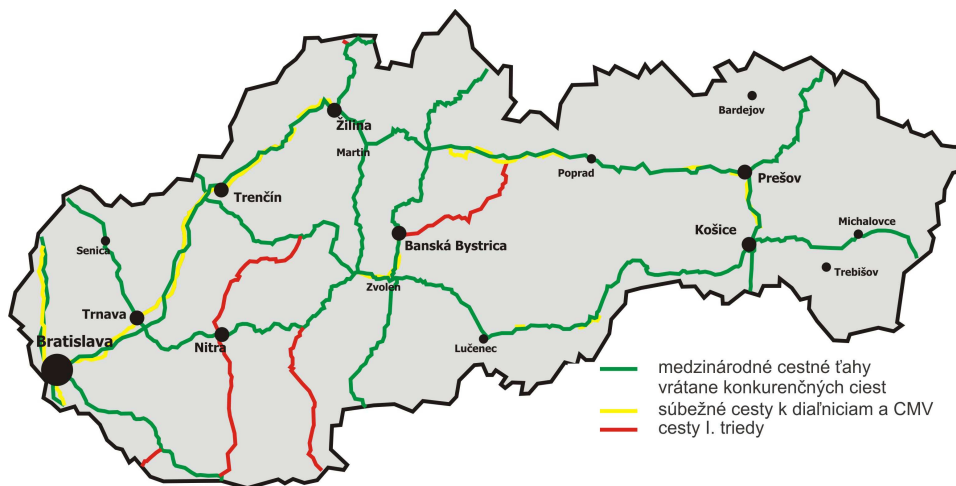 Bardejov
Žilina
Martin
Poprad
Prešov
Trenčín
Michalovce
Košice
Banská Bystrica
Senica
Trebišov
Zvolen
Trnava
Bratislava
Nitra
Lučenec
medzinárodné cestné ťahy
vrátane konkurenčných ciest
súbežné cesty k diaľniciam a CMV
cesty I. triedy